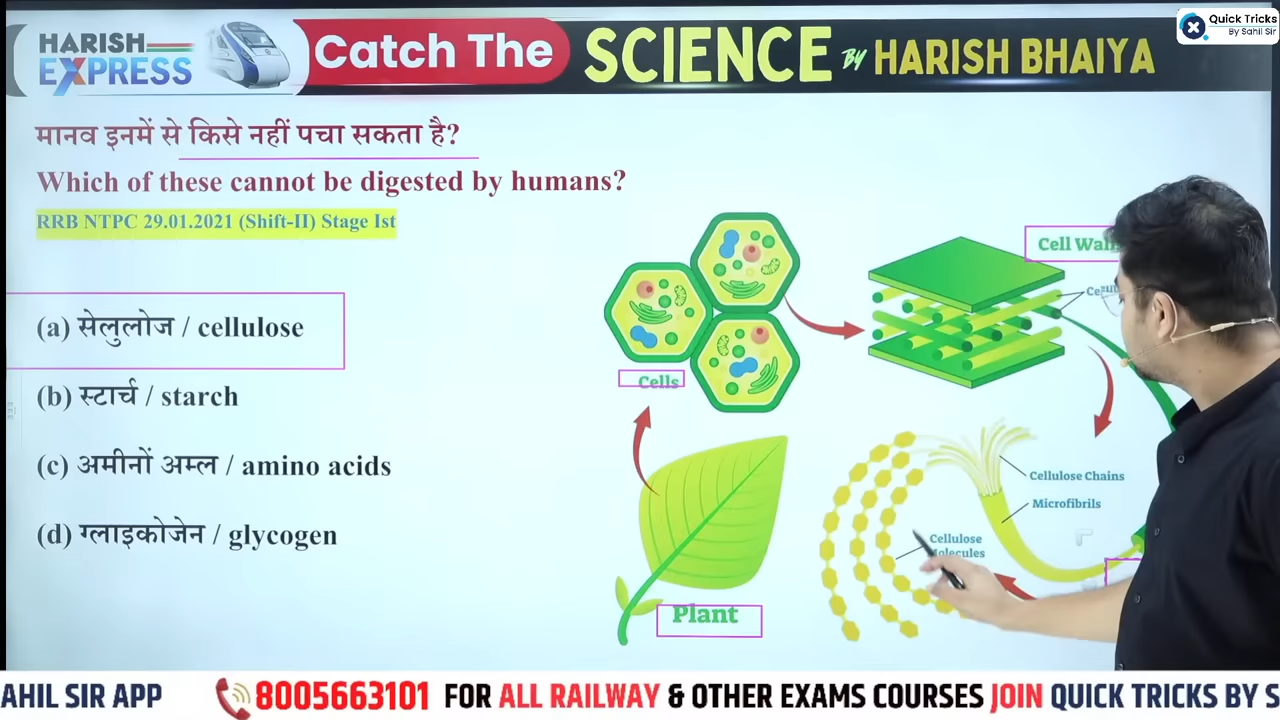 HARISH
EXPRESS
Catch The
SCIENCE BY HARISH BHAIYA
Quick Tricks
By Sahil Sir
मानव इनमें से किसे नहीं पचा सकता है?
Which of these cannot be digested by humans?
RRB NTPC 29.01.2021 (Shift-II) Stage Ist
(a) सेलुलोज / cellulose
(b) स्टार्च / starch
(c) अमीनों अम्ल / amino acids
(d) ग्लाइकोजेन / glycogen
Cell Wall
Cells
Cellulose Chains
Microfibrils
Cellulose
Plant
AHIL SIR APP 8005663101 FOR ALL RAILWAY & OTHER EXAMS COURSES JOIN QUICK TRICKS BY S